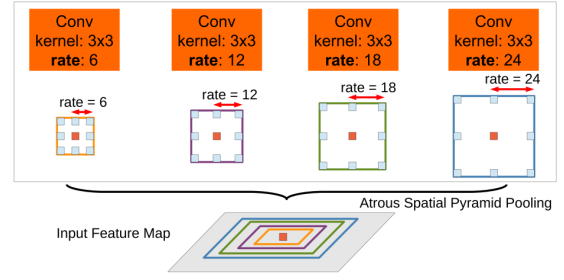 Conv
kernel: 3x3
rate: 6
Conv
kernel: 3x3
rate: 12
Conv
kernel: 3x3
rate: 18
Conv
kernel: 3x3
rate: 24
rate = 6
rate = 12
rate = 18
rate = 24
Atrous Spatial Pyramid Pooling
Input Feature Map